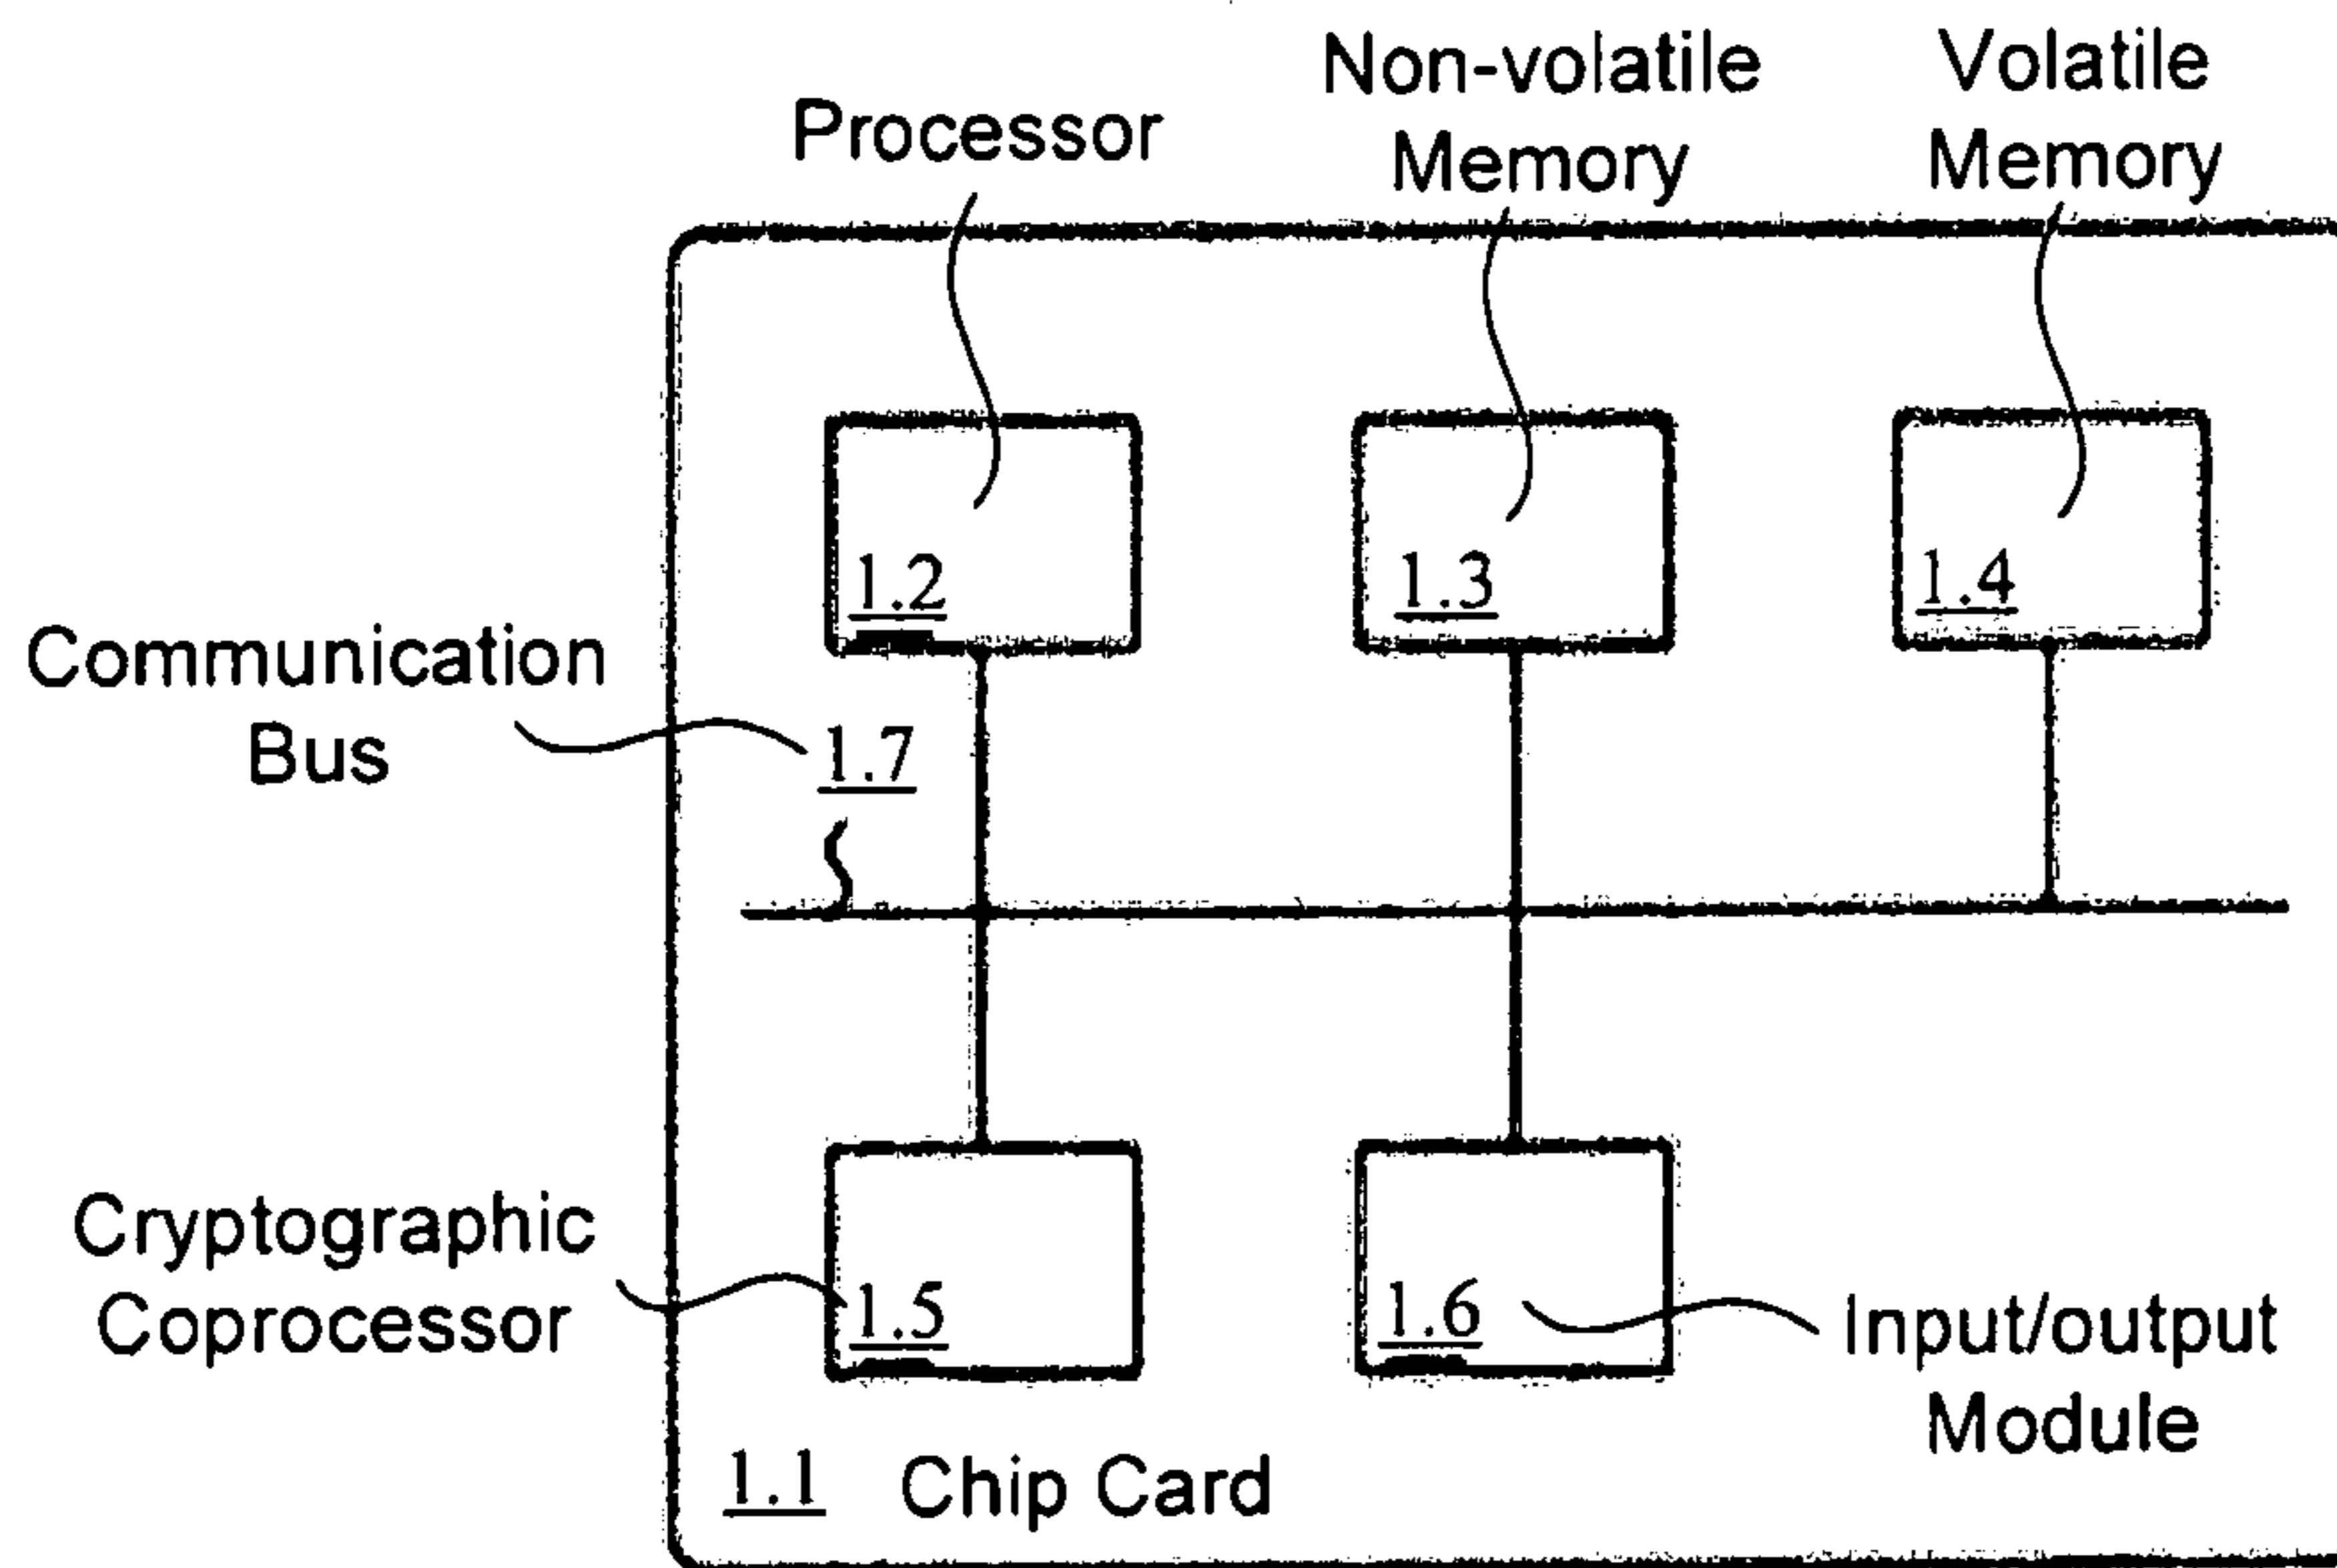 Processor
Non-volatile
Memory
Volatile
Memory
1.2
1.3
1.4
Communication
Bus
1.7
Cryptographic
Coprocessor
1.5
1.6
Input/output
Module
1.1 Chip Card